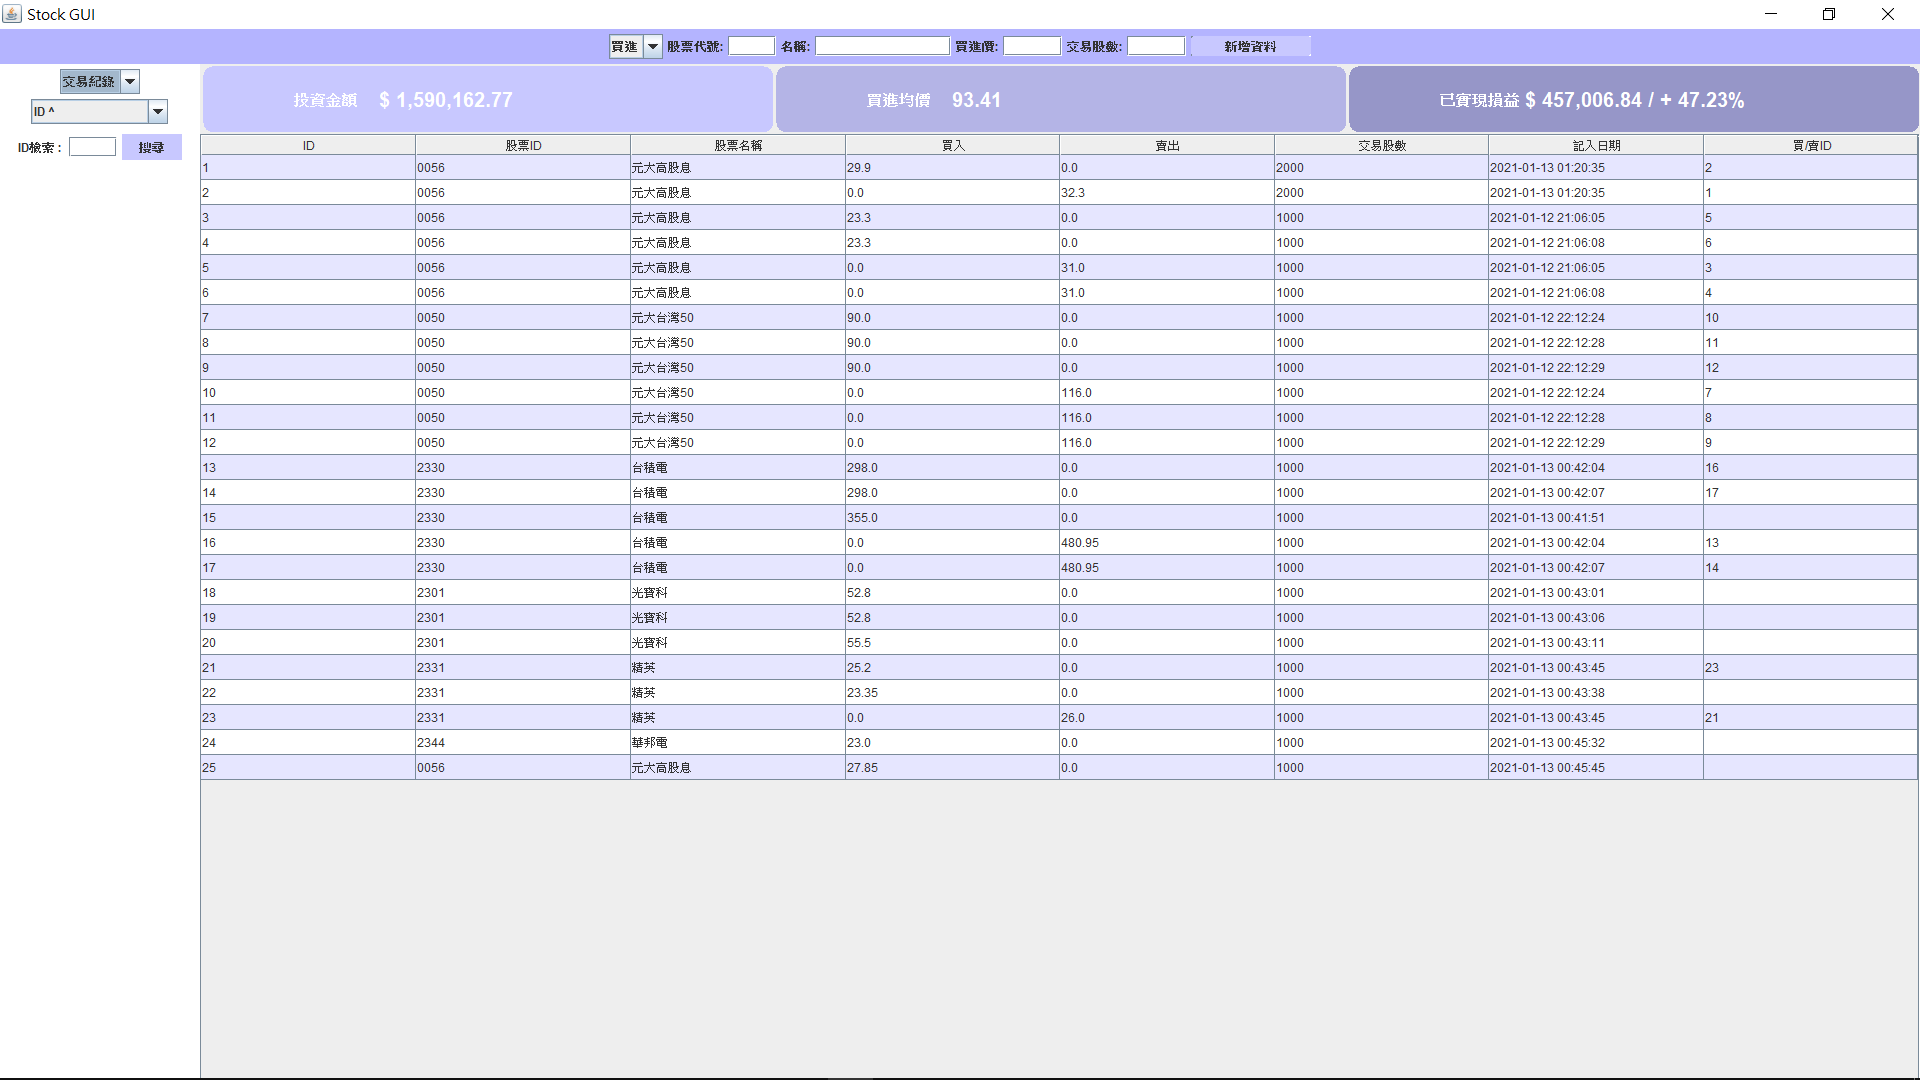 Stock GUI
買進 股票代號: 名稱: 買進價: 交易股數: 新增資料
交易紀錄
ID ^
ID檢索 : 搜尋
投資金額 $ 1,590,162.77 買進均價 93.41 已實現損益 $ 457,006.84 / + 47.23%
ID 股票ID 股票名稱 買入 賣出 交易股數 記入日期 買/賣ID
1 0056 元大高股息 29.9 0.0 2000 2021-01-13 01:20:35 2
2 0056 元大高股息 0.0 32.3 2000 2021-01-13 01:20:35 1
3 0056 元大高股息 23.3 0.0 1000 2021-01-12 21:06:05 5
4 0056 元大高股息 23.3 0.0 1000 2021-01-12 21:06:08 6
5 0056 元大高股息 0.0 31.0 1000 2021-01-12 21:06:05 3
6 0056 元大高股息 0.0 31.0 1000 2021-01-12 21:06:08 4
7 0050 元大台灣50 90.0 0.0 1000 2021-01-12 22:12:24 10
8 0050 元大台灣50 90.0 0.0 1000 2021-01-12 22:12:28 11
9 0050 元大台灣50 90.0 0.0 1000 2021-01-12 22:12:29 12
10 0050 元大台灣50 0.0 116.0 1000 2021-01-12 22:12:24 7
11 0050 元大台灣50 0.0 116.0 1000 2021-01-12 22:12:28 8
12 0050 元大台灣50 0.0 116.0 1000 2021-01-12 22:12:29 9
13 2330 台積電 298.0 0.0 1000 2021-01-13 00:42:04 16
14 2330 台積電 298.0 0.0 1000 2021-01-13 00:42:07 17
15 2330 台積電 355.0 0.0 1000 2021-01-13 00:41:51
16 2330 台積電 0.0 480.95 1000 2021-01-13 00:42:04 13
17 2330 台積電 0.0 480.95 1000 2021-01-13 00:42:07 14
18 2301 光寶科 52.8 0.0 1000 2021-01-13 00:43:01
19 2301 光寶科 52.8 0.0 1000 2021-01-13 00:43:06
20 2301 光寶科 55.5 0.0 1000 2021-01-13 00:43:11
21 2331 精英 25.2 0.0 1000 2021-01-13 00:43:45 23
22 2331 精英 23.35 0.0 1000 2021-01-13 00:43:38
23 2331 精英 0.0 26.0 1000 2021-01-13 00:43:45 21
24 2344 華邦電 23.0 0.0 1000 2021-01-13 00:45:32
25 0056 元大高股息 27.85 0.0 1000 2021-01-13 00:45:45